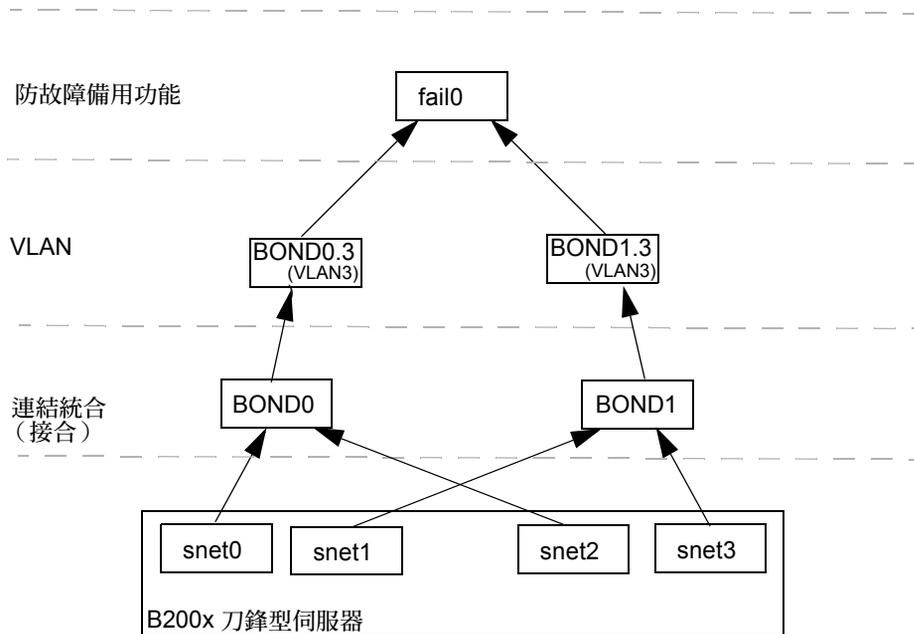 防故障備用功能
fail0
VLAN
BOND0.3
(VLAN3)
BOND1.3
(VLAN3)
連結統合
（接合）
BOND0
BOND1
snet0
snet1
snet2
snet3
B200x 刀鋒型伺服器